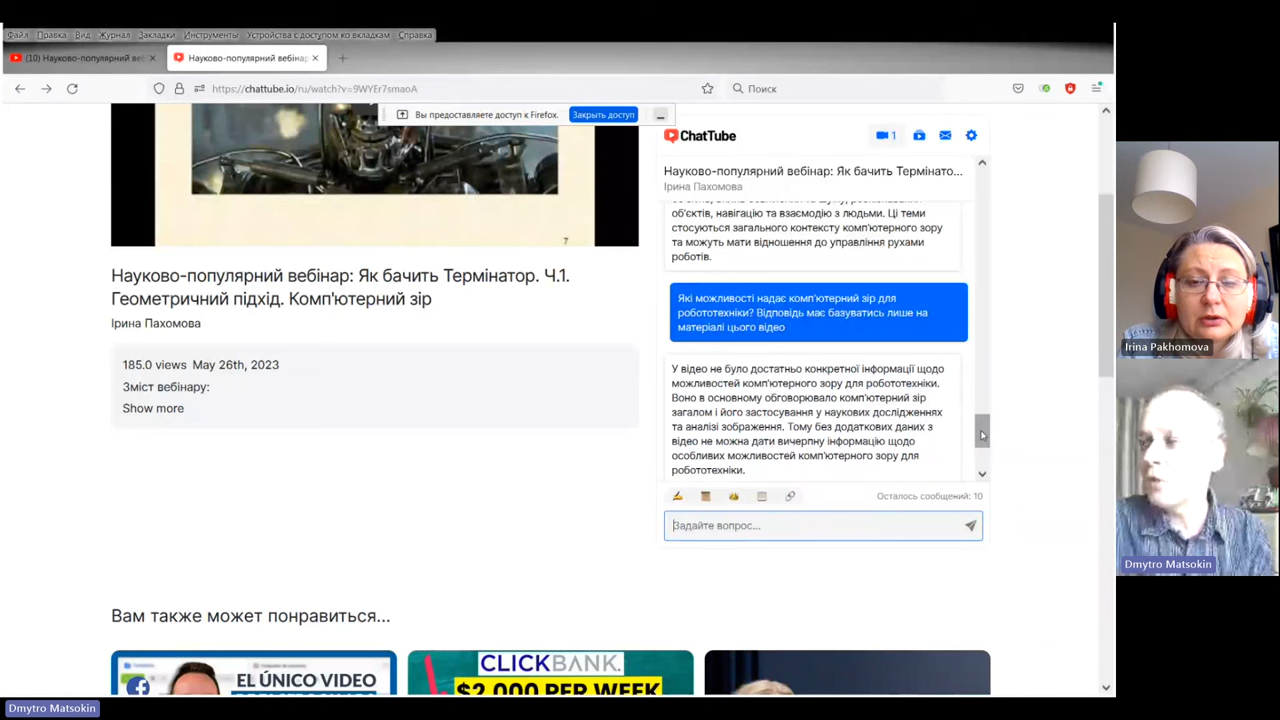 Файл Правка Вид Журнал Закладки Инструменты Устройства с доступом ко вкладкам Справка
(10) Науково-популярний веб
Науково-популярний вебінар
https://chattube.io/ru/watch?v=9WYEr7smaoA
Поиск
Вы предоставляете доступ к Firefox. Закрыть доступ
7
Науково-популярний вебінар: Як бачить Термінатор. Ч.1.
Геометричний підхід. Комп'ютерний зір
Ірина Пахомова
185.0 views May 26th, 2023
Зміст вебінару:
Show more
ChatTube
1
Науково-популярний вебінар: Як бачить Термінато...
Ірина Пахомова
об'єктів, навігацію та взаємодію з людьми. Ці теми
стосуються загального контексту комп'ютерного зору
та можуть мати відношення до управління рухами
роботів.
Які можливості надає комп'ютерний зір для
робототехніки? Відповідь має базуватись лише на
матеріалі цього відео
У відео не було достатньо конкретної інформації щодо
можливостей комп'ютерного зору для робототехніки.
Воно в основному обговорювало комп'ютерний зір
загалом і його застосування у наукових дослідженнях
та аналізі зображення. Тому без додаткових даних з
відео не можна дати вичерпну інформацію щодо
особливих можливостей комп'ютерного зору для
робототехніки.
Осталось сообщений: 10
Задайте вопрос...
Вам также может понравиться...
EL ÚNICO VIDEO
CLICKBANK.
$2,000 PER WEEK
Irina Pakhomova
Dmytro Matsokin
Dmytro Matsokin